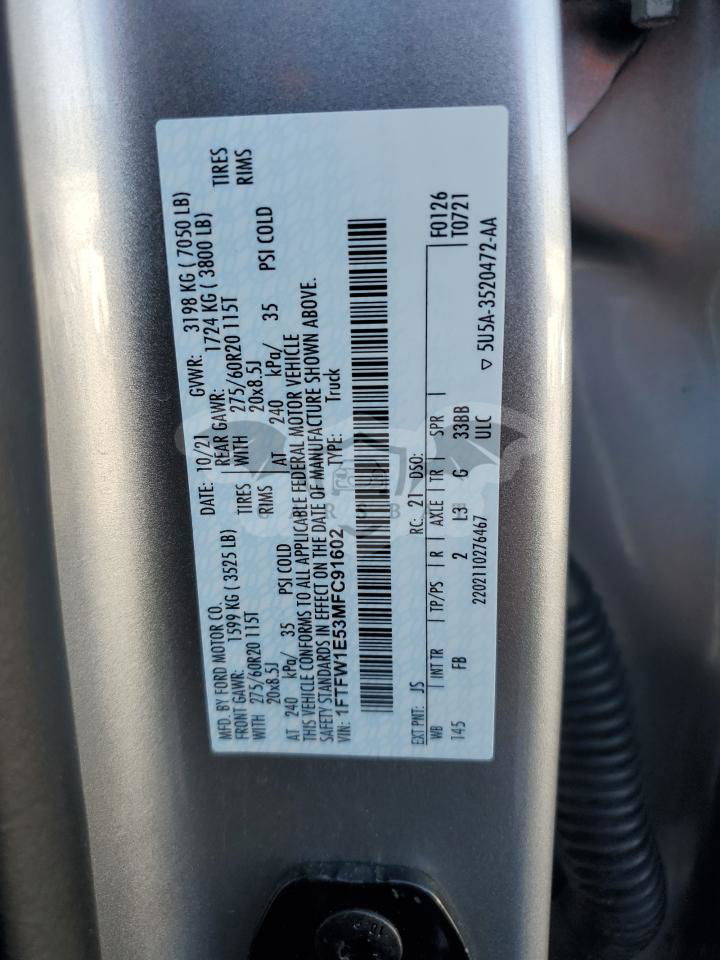 MFD. BY FORD MOTOR CO. DATE: 10/21 GVWR: 3198 KG ( 7050 LB)
FRONT GAWR: 1599 KG ( 3525 LB) REAR GAWR: 1724 KG ( 3800 LB)
WITH 275/60R20 115T TIRES WITH 275/60R20 115T TIRES
20x8.5J RIMS 20x8.5J RIMS
AT 240 kPa/ 35 PSI COLD AT 240 kPa/ 35 PSI COLD
THIS VEHICLE CONFORMS TO ALL APPLICABLE FEDERAL MOTOR VEHICLE
SAFETY STANDARDS IN EFFECT ON THE DATE OF MANUFACTURE SHOWN ABOVE.
VIN: 1FTFW1E53MFC91602 TYPE: Truck
F0126
EXT PNT: JS RC: 21 DSO: T0721
WB INT TR TP/PS R AXLE TR SPR
145 FB 2 L3 G 33BB
2202110276467 ULC ▽ 5U5A-3520472-AA